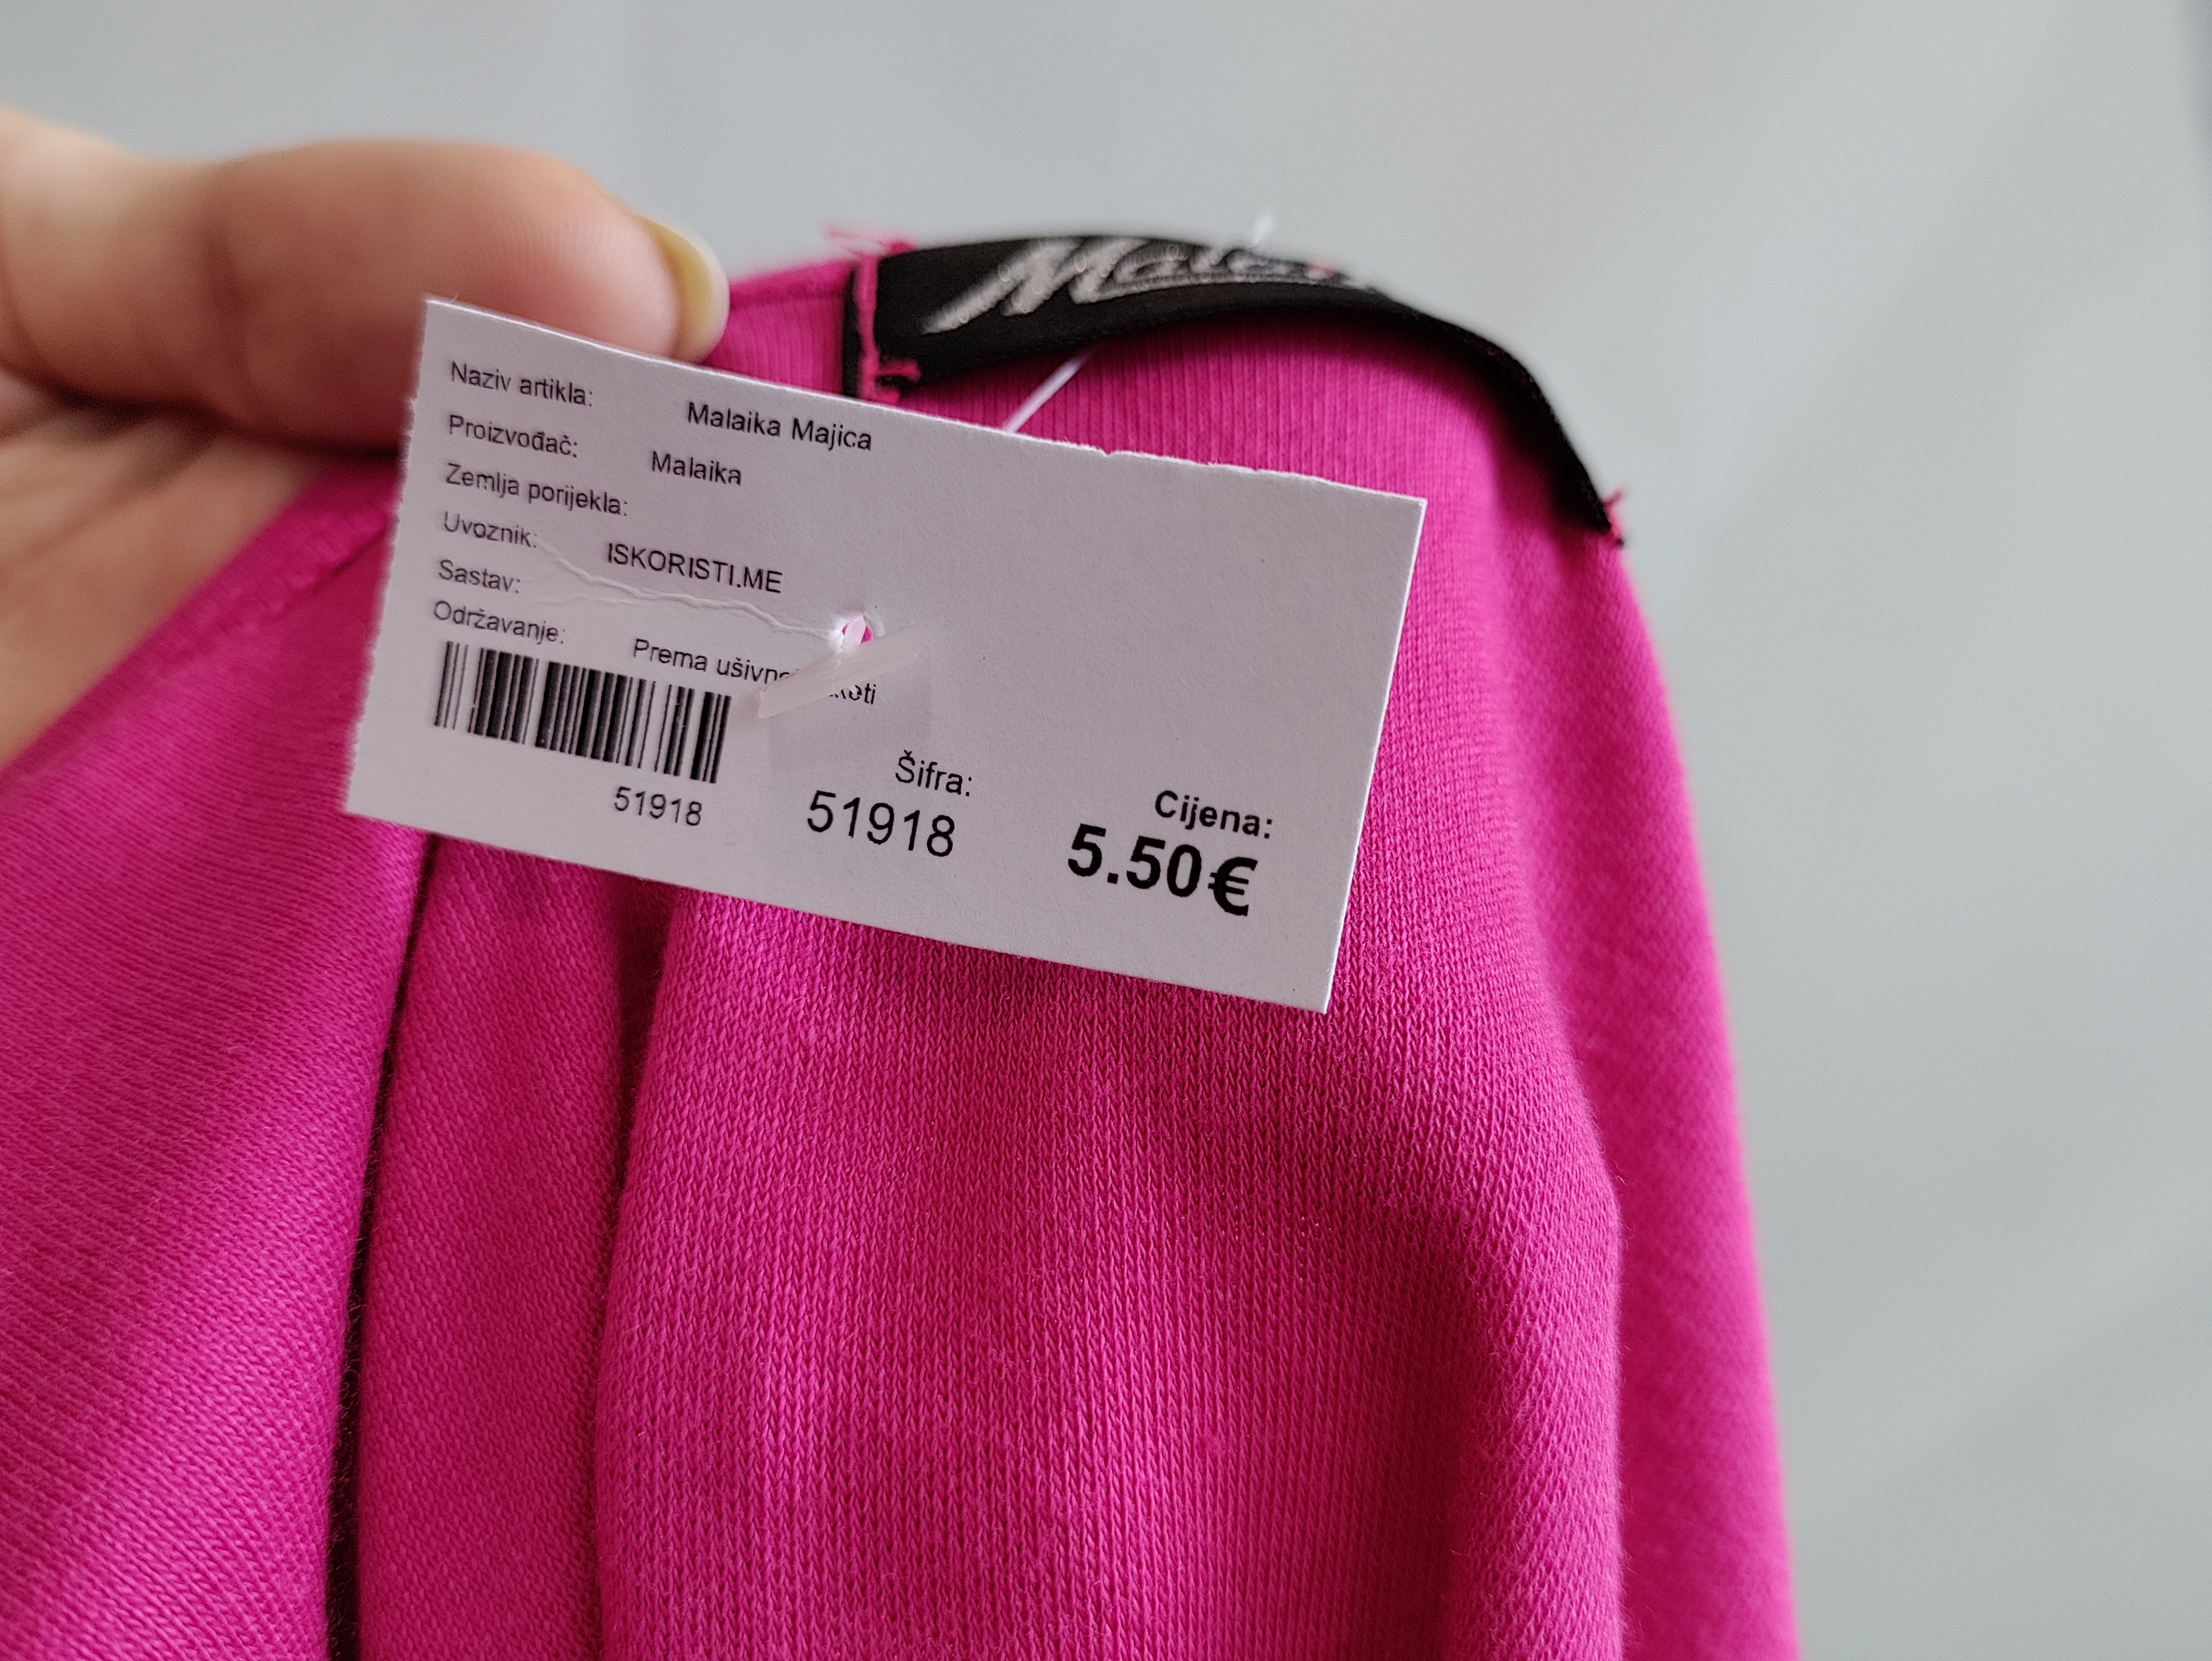 Naziv artikla: Malaika Majica
Proizvođač: Malaika
Zemlja porijekla:
Uvoznik: ISKORISTI.ME
Sastav:
Održavanje: Prema
51918
Šifra:
51918
Cijena:
5.50€